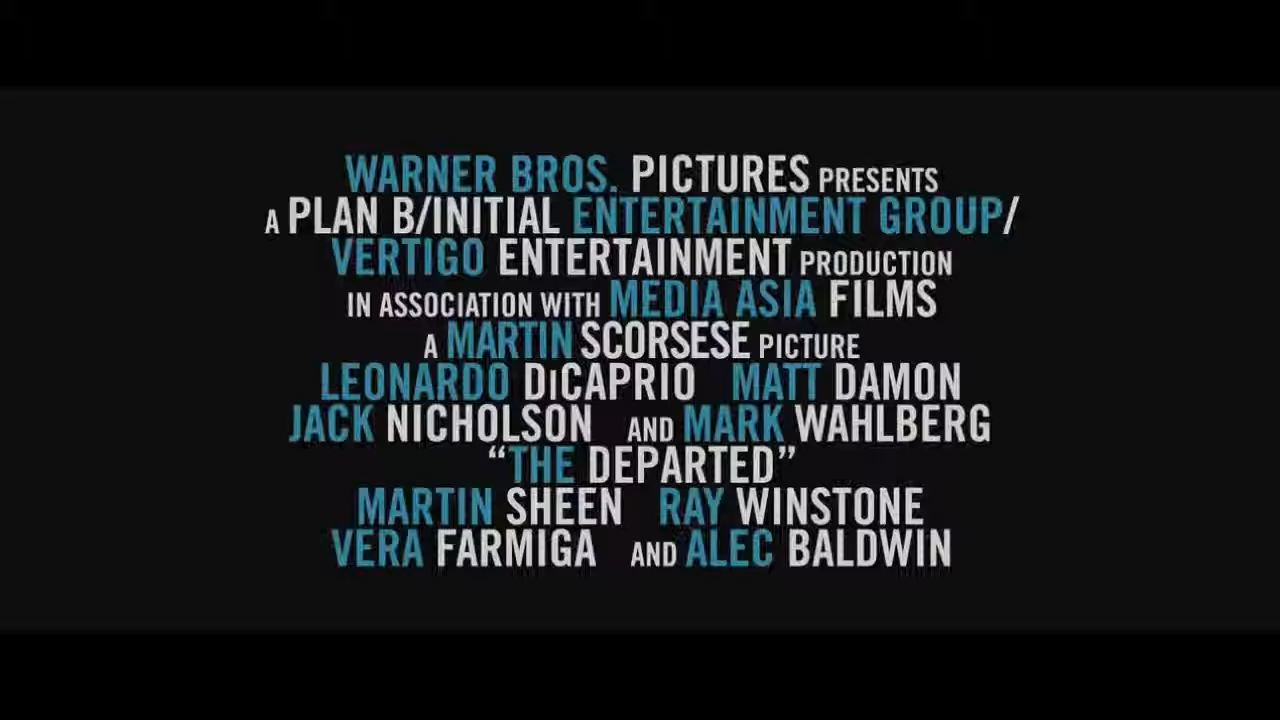 WARNER BROS. PICTURES PRESENTS
A PLAN B/INITIAL ENTERTAINMENT GROUP/
VERTIGO ENTERTAINMENT PRODUCTION
IN ASSOCIATION WITH MEDIA ASIA FILMS
A MARTIN SCORSESE PICTURE
LEONARDO DiCAPRIO MATT DAMON
JACK NICHOLSON AND MARK WAHLBERG
“THE DEPARTED”
MARTIN SHEEN RAY WINSTONE
VERA FARMIGA AND ALEC BALDWIN